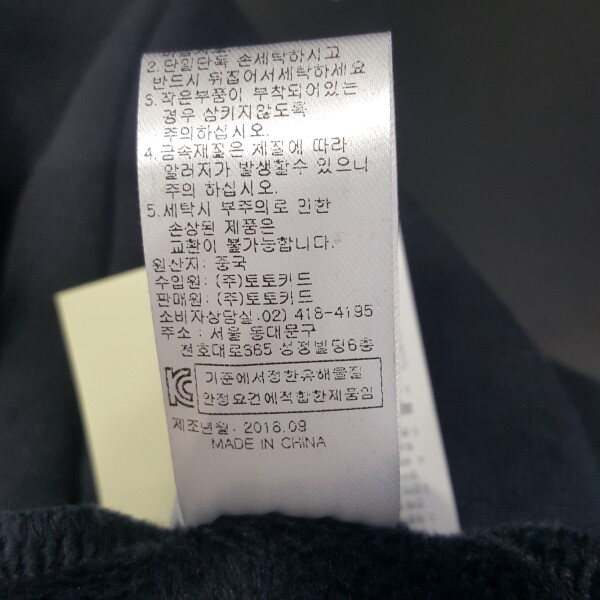 2.단일단독 손세탁하시고
반드시 뒤집어서세탁하세요
3.작은부품이 부착되어있는
경우 삼키지않도록
주의하십시오.
4.금속재질은 체질에 따라
알러지가 발생할수 있으니
주의 하십시오.
5.세탁시 부주의로 인한
손상된 제품은
교환이 불가능합니다.
원산지: 중국
수입원: (주)토토키드
판매원: (주)토토키드
소비자상담실.02) 418-4195
주소 : 서울 동대문구
천호대로365 성정빌딩6층
기준에서정한유해물질
안정요건에적합한제품임
제조년월. 2018.09
MADE IN CHINA